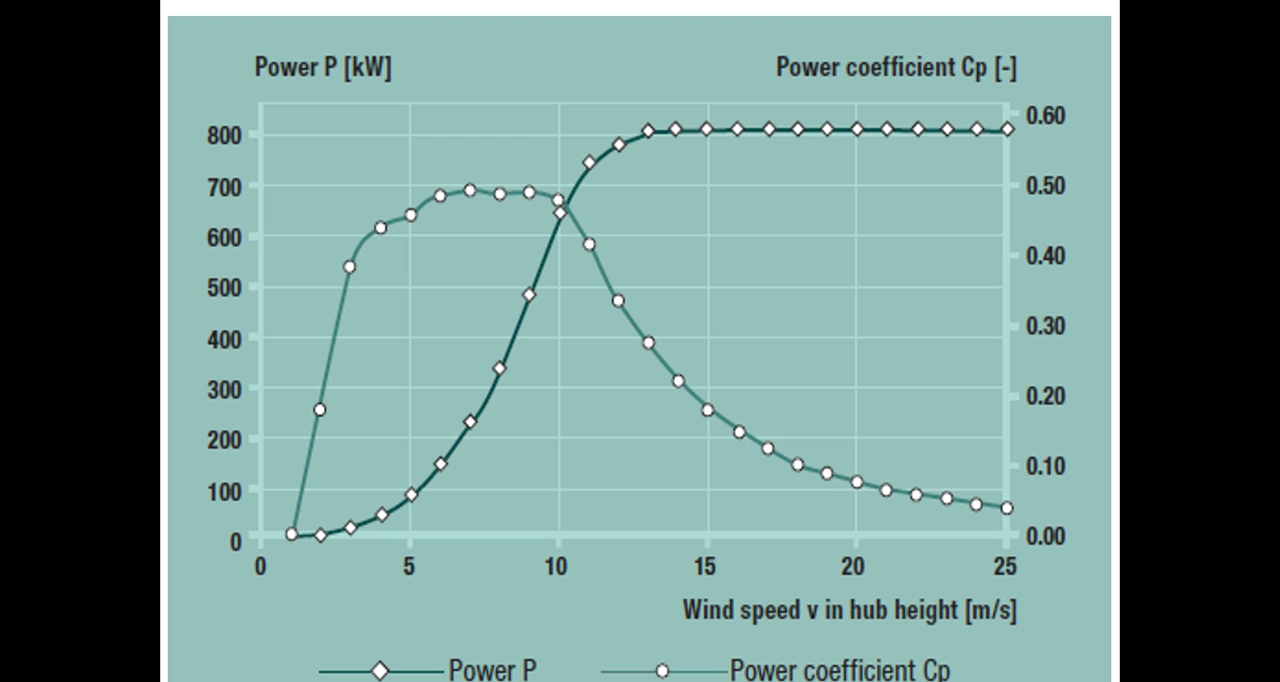 Power P [kW]
Power coefficient Cp [-]
800
700
600
500
400
300
200
100
0
0.60
0.50
0.40
0.30
0.20
0.10
0.00
0 5 10 15 20 25
Wind speed v in hub height [m/s]
Power P
Power coefficient Cp